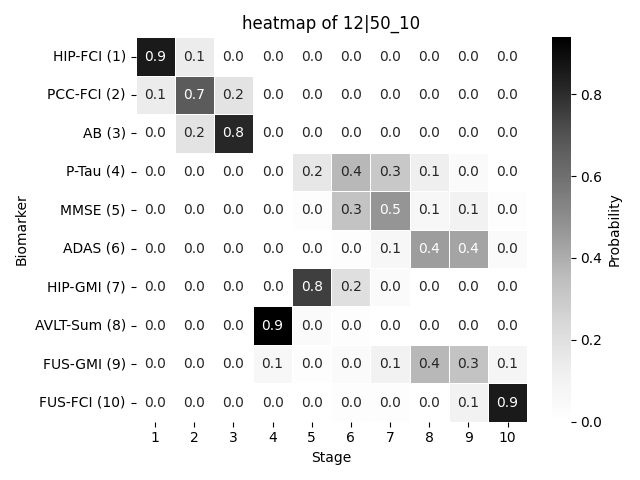 heatmap of 12|50_10
HIP-FCI (1) 0.9 0.1 0.0 0.0 0.0 0.0 0.0 0.0 0.0 0.0
PCC-FCI (2) 0.1 0.7 0.2 0.0 0.0 0.0 0.0 0.0 0.0 0.0
AB (3) 0.0 0.2 0.8 0.0 0.0 0.0 0.0 0.0 0.0 0.0
P-Tau (4) 0.0 0.0 0.0 0.0 0.2 0.4 0.3 0.1 0.0 0.0
MMSE (5) 0.0 0.0 0.0 0.0 0.0 0.3 0.5 0.1 0.1 0.0
ADAS (6) 0.0 0.0 0.0 0.0 0.0 0.0 0.1 0.4 0.4 0.0
HIP-GMI (7) 0.0 0.0 0.0 0.0 0.8 0.2 0.0 0.0 0.0 0.0
AVLT-Sum (8) 0.0 0.0 0.0 0.9 0.0 0.0 0.0 0.0 0.0 0.0
FUS-GMI (9) 0.0 0.0 0.0 0.1 0.0 0.0 0.1 0.4 0.3 0.1
FUS-FCI (10) 0.0 0.0 0.0 0.0 0.0 0.0 0.0 0.0 0.1 0.9
1 2 3 4 5 6 7 8 9 10
Stage
Biomarker
0.8
0.6
0.4
0.2
0.0
Probability